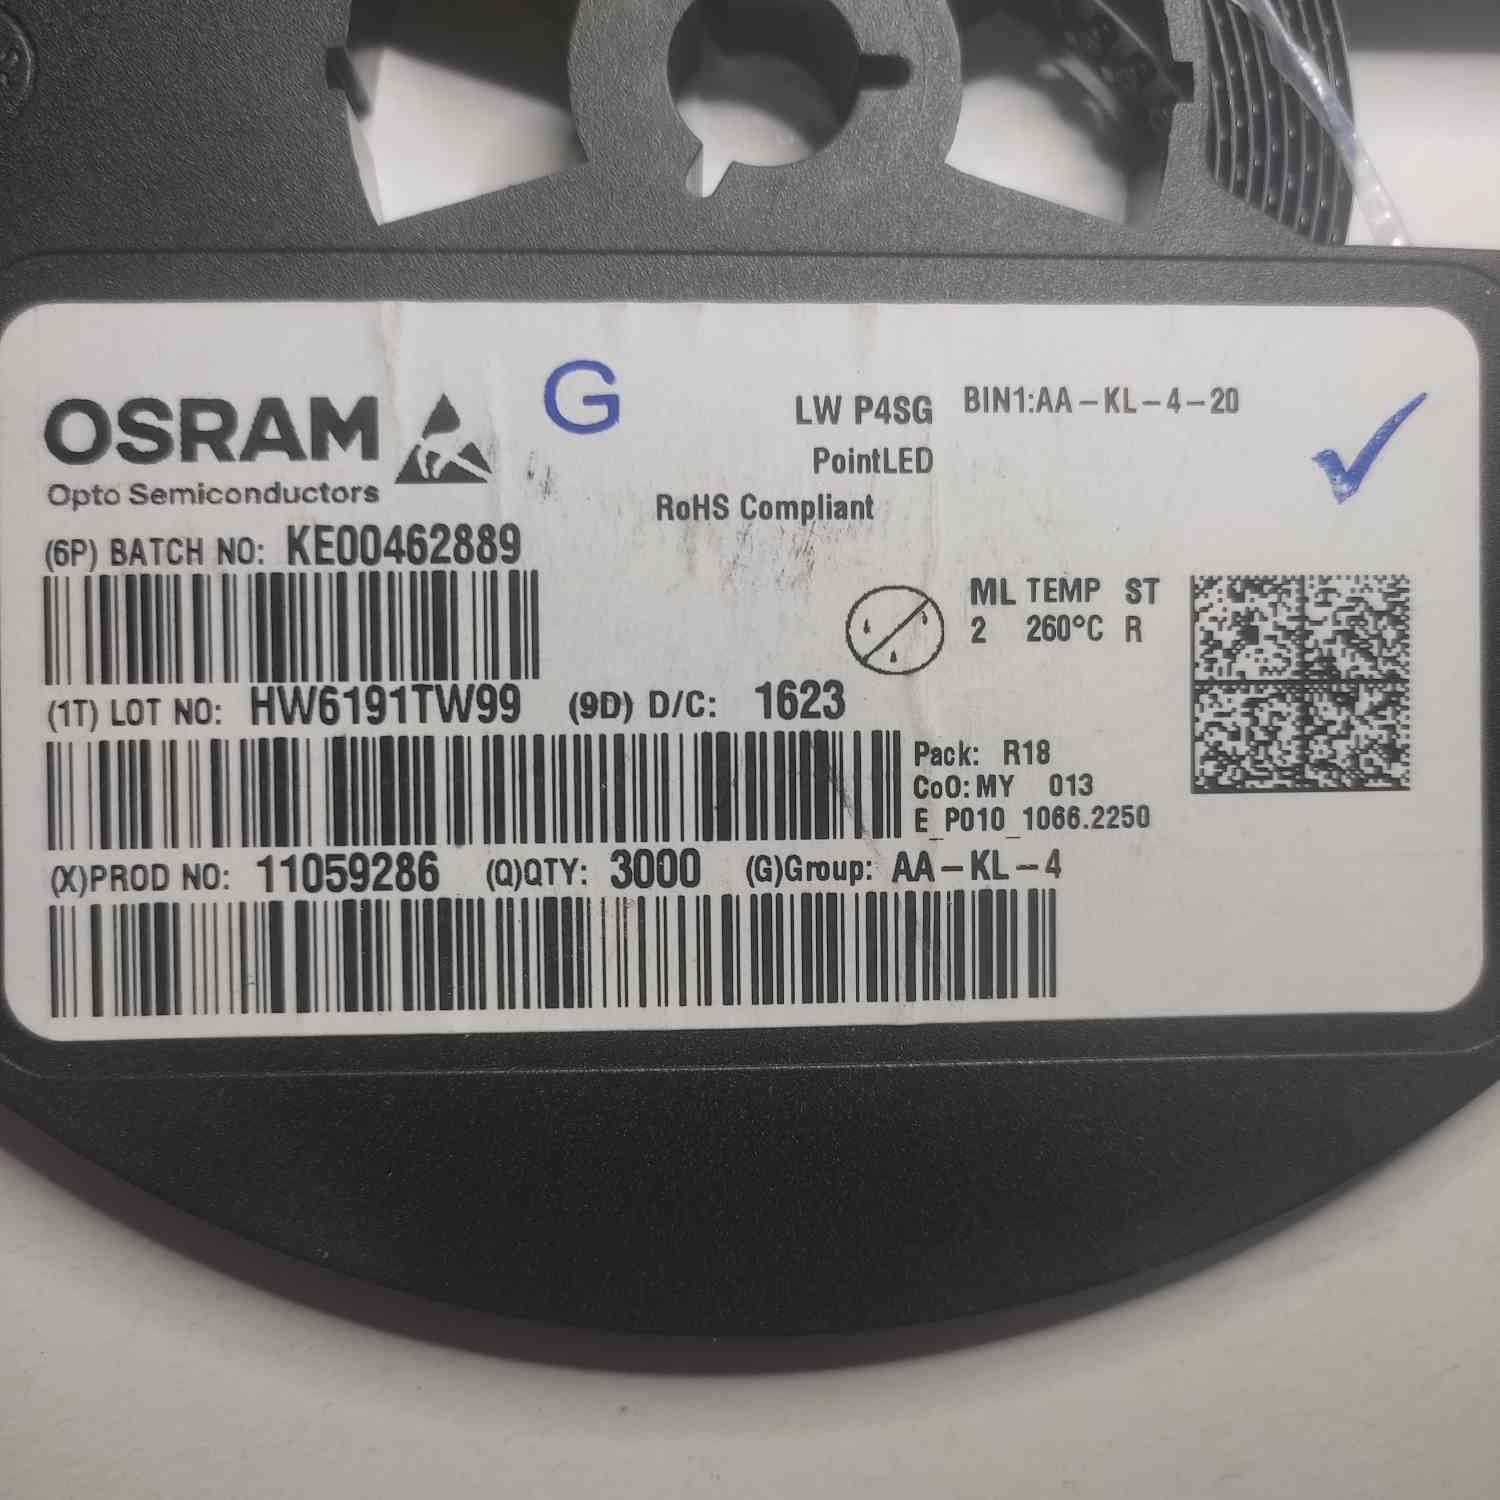 OSRAM
Opto Semiconductors
G
LW P4SG BIN1:AA-KL-4-20
PointLED
RoHS Compliant
(6P) BATCH NO: KE00462889
ML TEMP ST
2 260°C R
(1T) LOT NO: HW6191TW99 (9D) D/C: 1623
Pack: R18
CoO: MY 013
E_P010_1066.2250
(X)PROD NO: 11059286 (Q)QTY: 3000 (G)Group: AA-KL-4